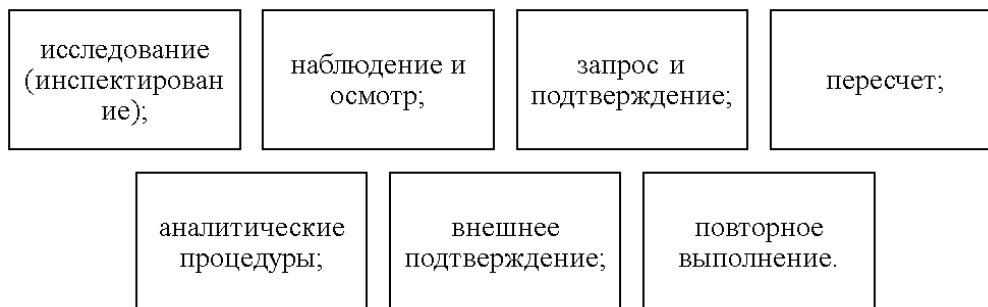 исследование
(инспектирован
ие);
наблюдение и
осмотр;
запрос и
подтверждение;
пересчет;
аналитические
процедуры;
внешнее
подтверждение;
повторное
выполнение.